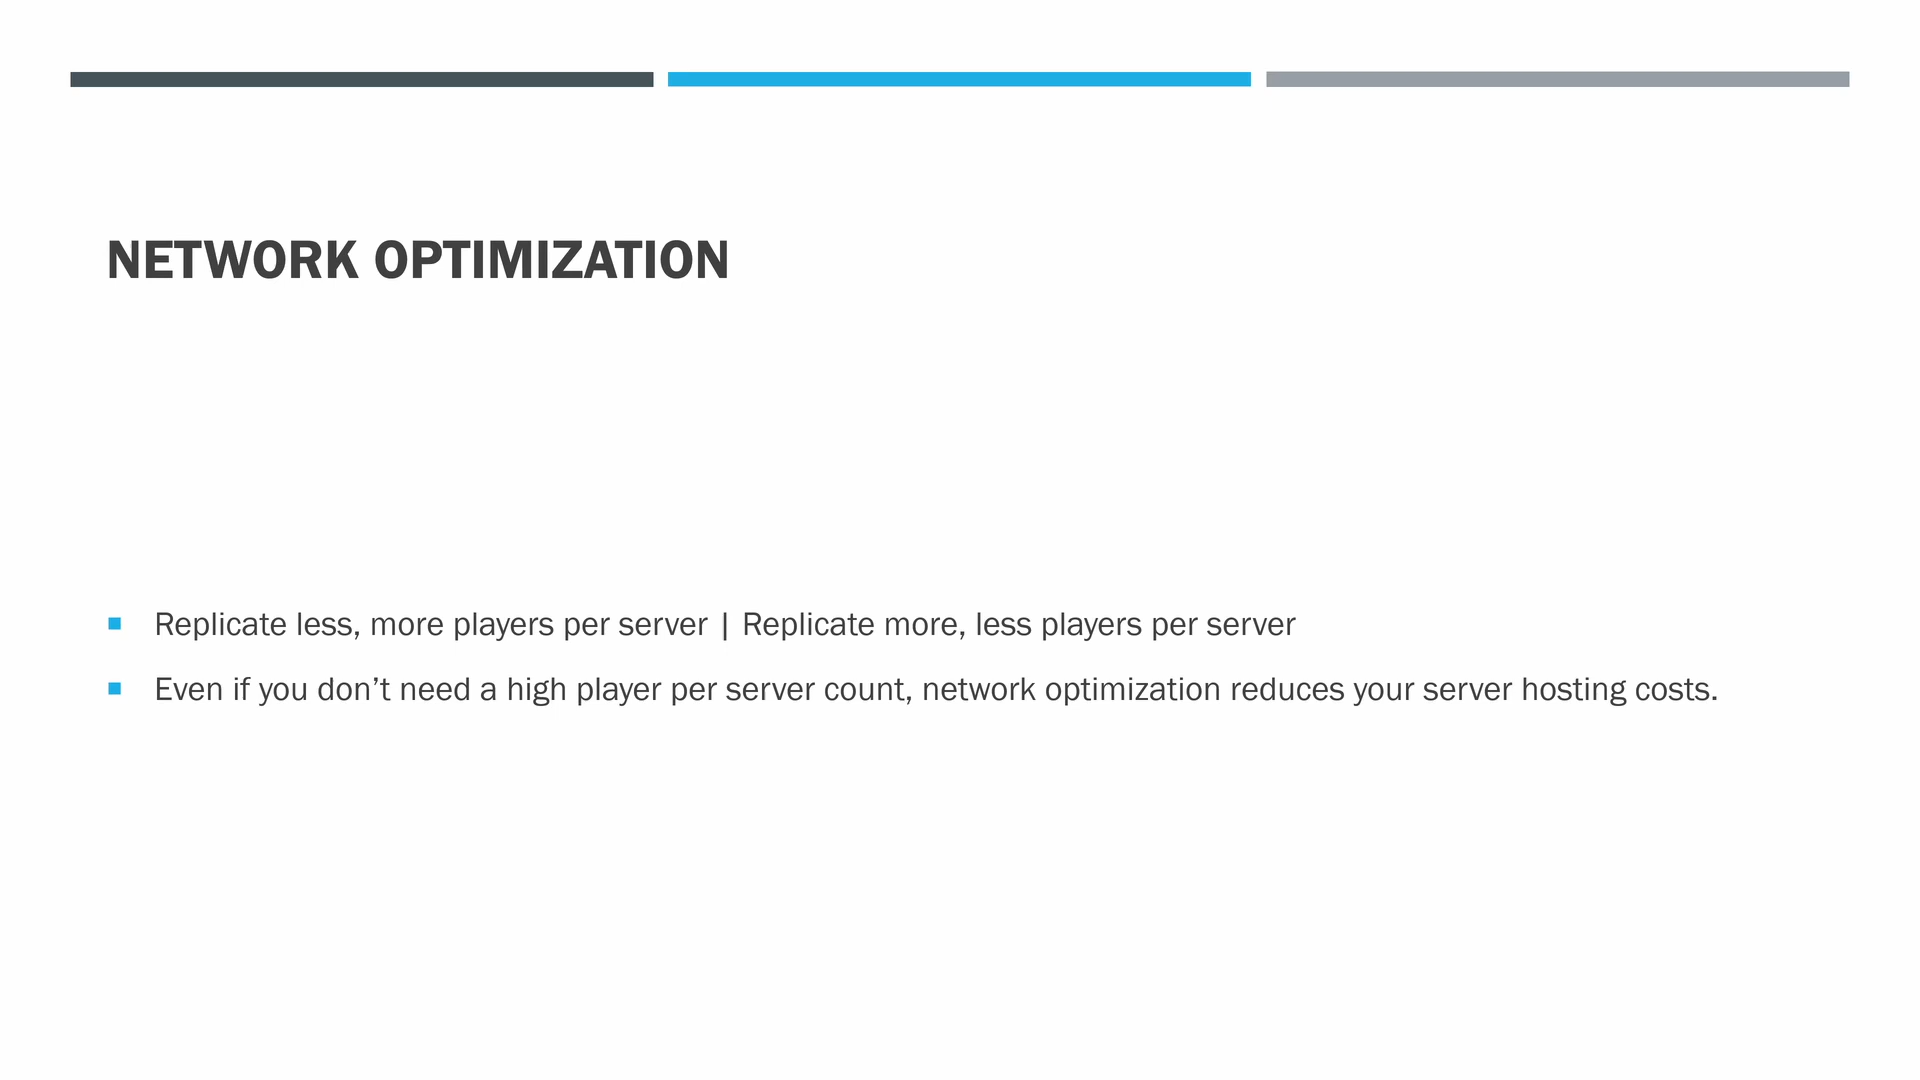 NETWORK OPTIMIZATION
Replicate less, more players per server | Replicate more, less players per server
Even if you don’t need a high player per server count, network optimization reduces your server hosting costs.